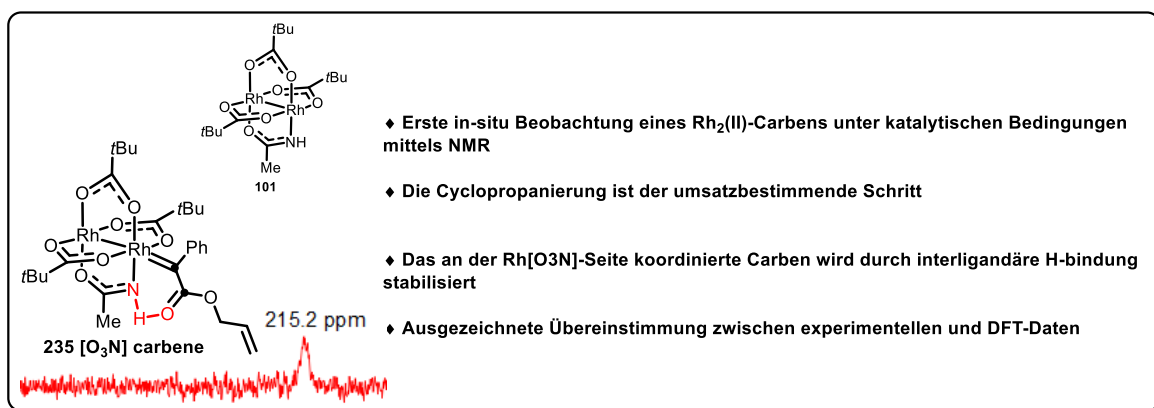 tBu
O O tBu
Rh O
O Rh O
O
tBu O NH
Me
101
♦ Erste in-situ Beobachtung eines Rh₂(II)-Carbens unter katalytischen Bedingungen
mittels NMR
♦ Die Cyclopropanierung ist der umsatzbestimmende Schritt
♦ Das an der Rh[O3N]-Seite koordinierte Carben wird durch interligandäre H-bindung
stabilisiert
♦ Ausgezeichnete Übereinstimmung zwischen experimentellen und DFT-Daten
tBu
O O tBu
Rh O
O Rh O Ph
O
tBu O N O
Me H O
235 [O₃N] carbene
215.2 ppm